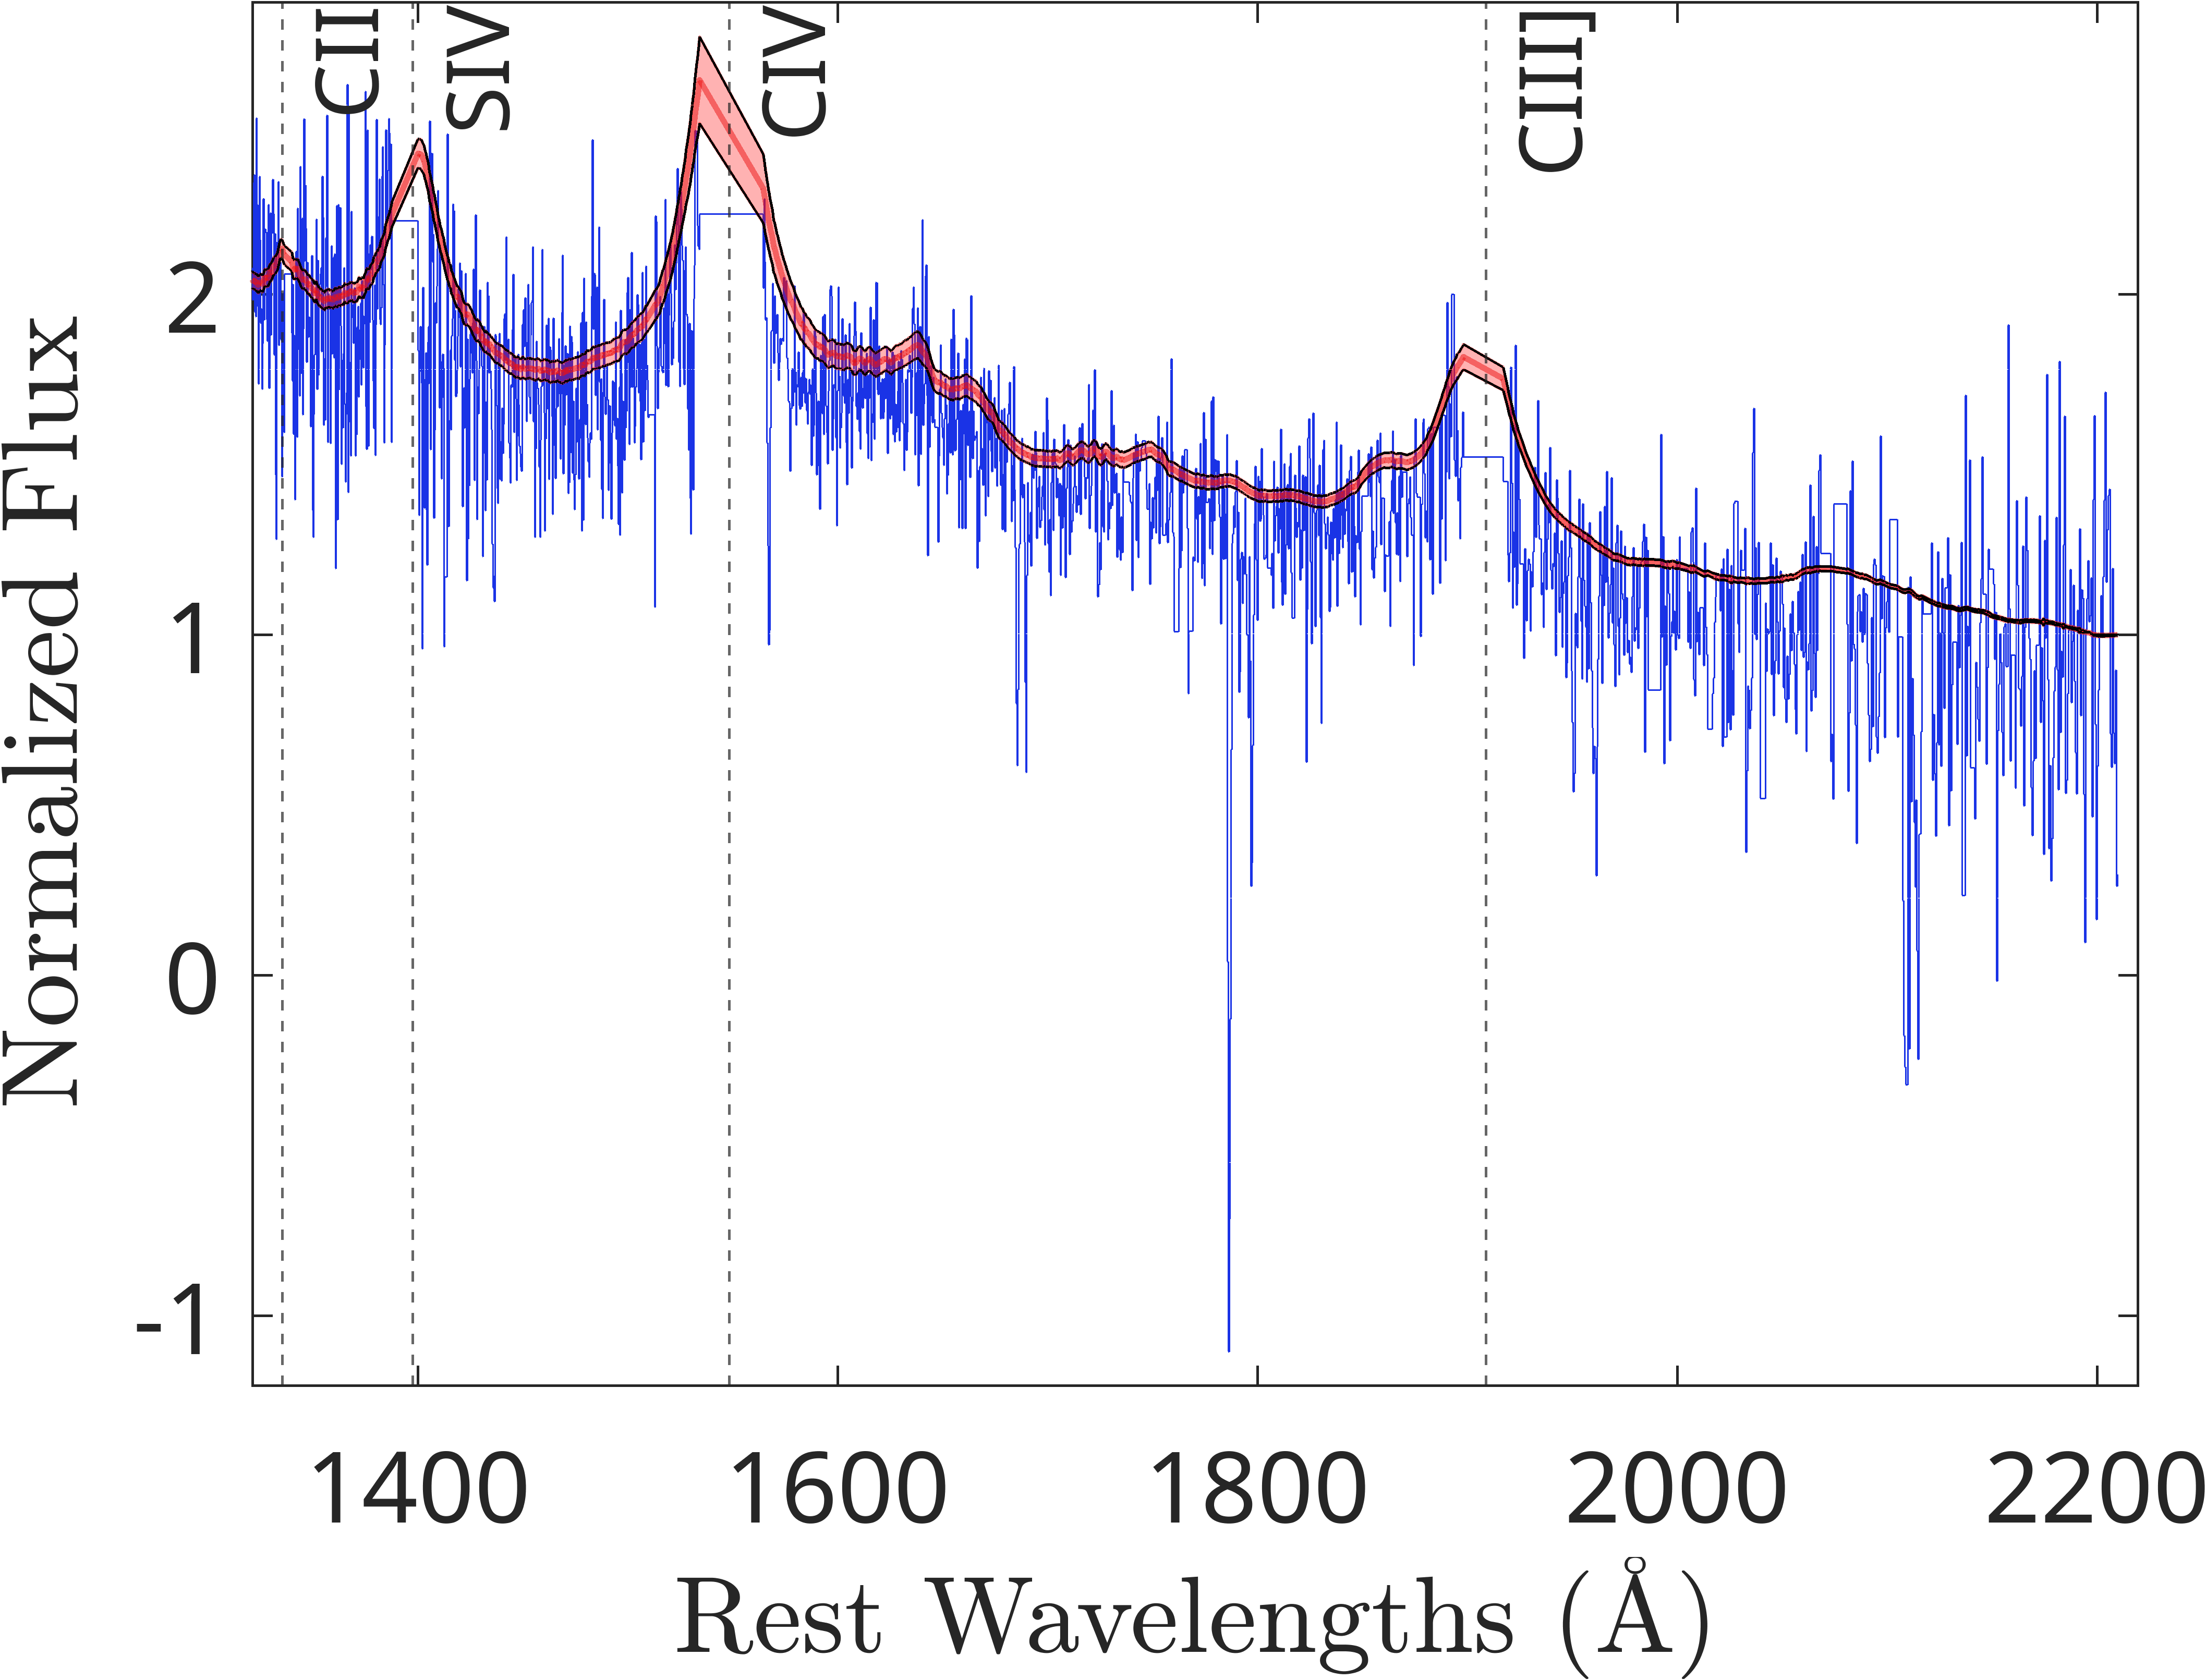 CII
SIV
CIV
CIII]
Normalized Flux
2
1
0
-1
1400
1600
1800
2000
2200
Rest Wavelengths (Å)